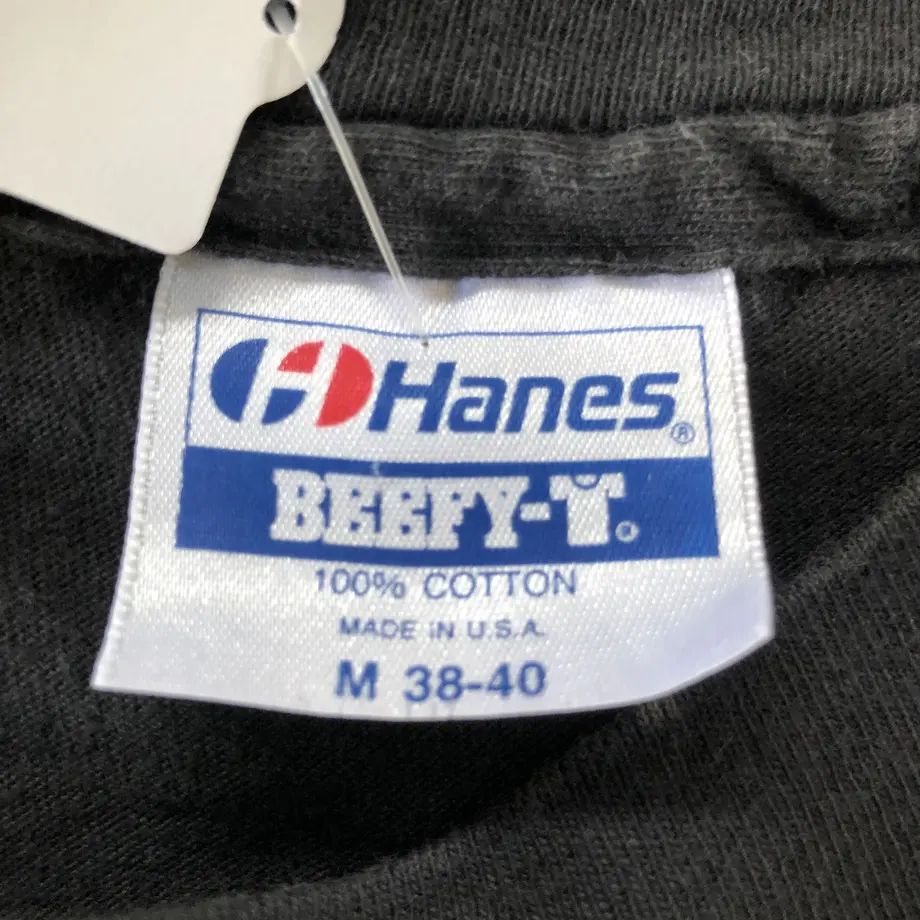 Hanes®
BEEFY-T®
100% COTTON
MADE IN U.S.A.
M 38-40